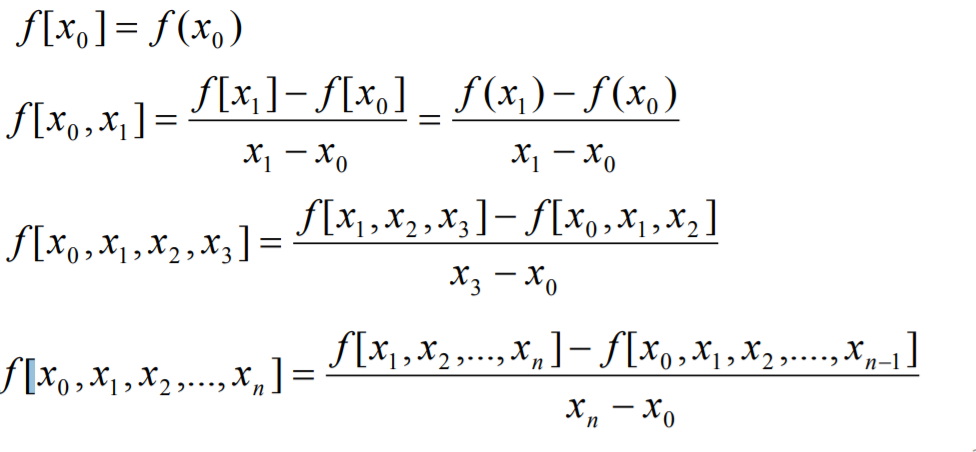 f[x₀] = f(x₀)
f[x₀, x₁] = (f[x₁] − f[x₀]) / (x₁ − x₀) = (f(x₁) − f(x₀)) / (x₁ − x₀)
f[x₀, x₁, x₂, x₃] = (f[x₁, x₂, x₃] − f[x₀, x₁, x₂]) / (x₃ − x₀)
f[x₀, x₁, x₂,..., xₙ] = (f[x₁, x₂,..., xₙ] − f[x₀, x₁, x₂,...., xₙ₋₁]) / (xₙ − x₀)